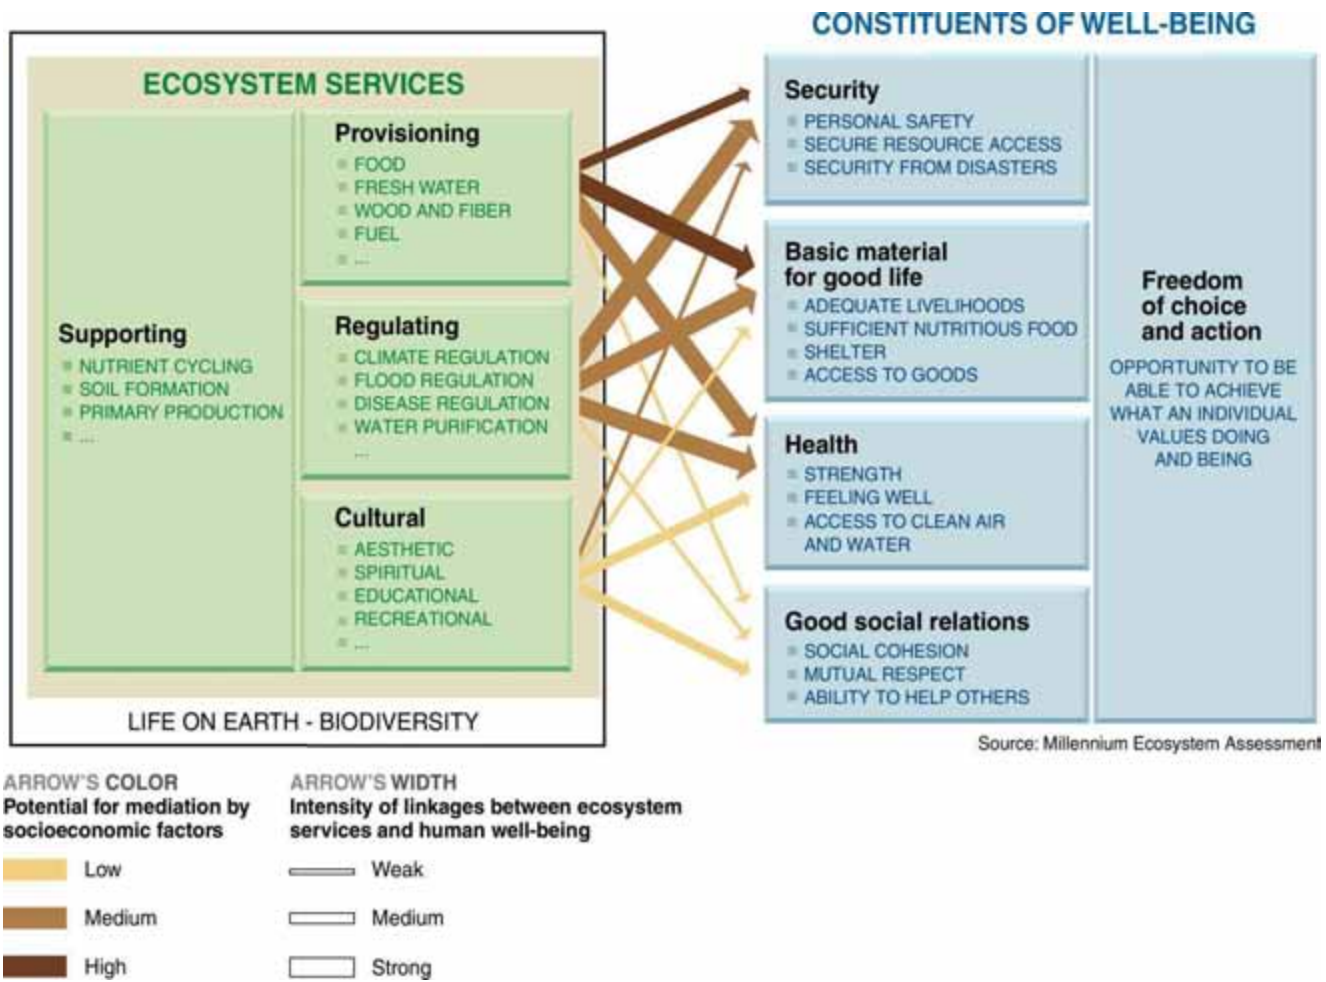 CONSTITUENTS OF WELL-BEING
ECOSYSTEM SERVICES
Supporting
NUTRIENT CYCLING
SOIL FORMATION
PRIMARY PRODUCTION
...
Provisioning
FOOD
FRESH WATER
WOOD AND FIBER
FUEL
...
Regulating
CLIMATE REGULATION
FLOOD REGULATION
DISEASE REGULATION
WATER PURIFICATION
...
Cultural
AESTHETIC
SPIRITUAL
EDUCATIONAL
RECREATIONAL
...
LIFE ON EARTH - BIODIVERSITY
Security
PERSONAL SAFETY
SECURE RESOURCE ACCESS
SECURITY FROM DISASTERS
Basic material
for good life
ADEQUATE LIVELIHOODS
SUFFICIENT NUTRITIOUS FOOD
SHELTER
ACCESS TO GOODS
Health
STRENGTH
FEELING WELL
ACCESS TO CLEAN AIR
AND WATER
Good social relations
SOCIAL COHESION
MUTUAL RESPECT
ABILITY TO HELP OTHERS
Freedom
of choice
and action
OPPORTUNITY TO BE
ABLE TO ACHIEVE
WHAT AN INDIVIDUAL
VALUES DOING
AND BEING
Source: Millennium Ecosystem Assessment
ARROW'S COLOR
Potential for mediation by
socioeconomic factors
Low
Medium
High
ARROW'S WIDTH
Intensity of linkages between ecosystem
services and human well-being
Weak
Medium
Strong